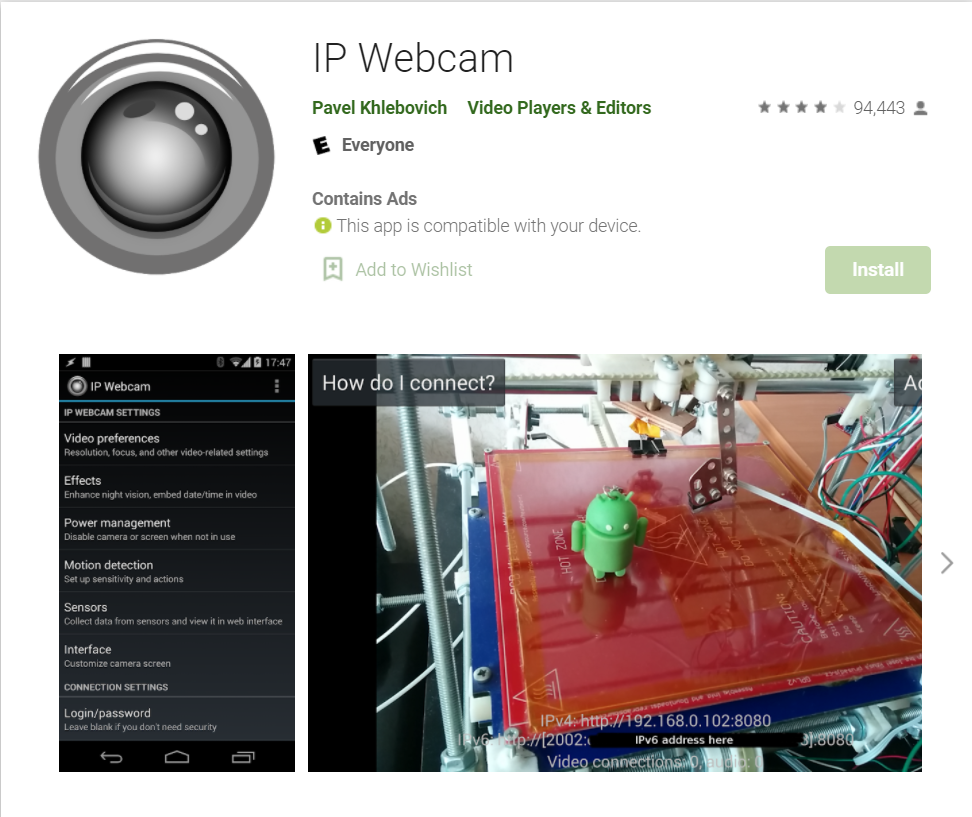 IP Webcam
Pavel Khlebovich Video Players & Editors 94,443
E Everyone
Contains Ads
This app is compatible with your device.
Add to Wishlist Install
17:47
IP Webcam
IP WEBCAM SETTINGS
Video preferences
Resolution, focus, and other video-related settings
Effects
Enhance night vision, embed date/time in video
Power management
Disable camera or screen when not in use
Motion detection
Set up sensitivity and actions
Sensors
Collect data from sensors and view it in web interface
Interface
Customize camera screen
CONNECTION SETTINGS
Login/password
Leave blank if you don't need security
How do I connect?
HOT ZONE
CAUTION!
IPv4: http://192.168.0.102:8080
IPv6: http://[2002: IPv6 address here 3]:8080
Video connections: 0, audio: 0